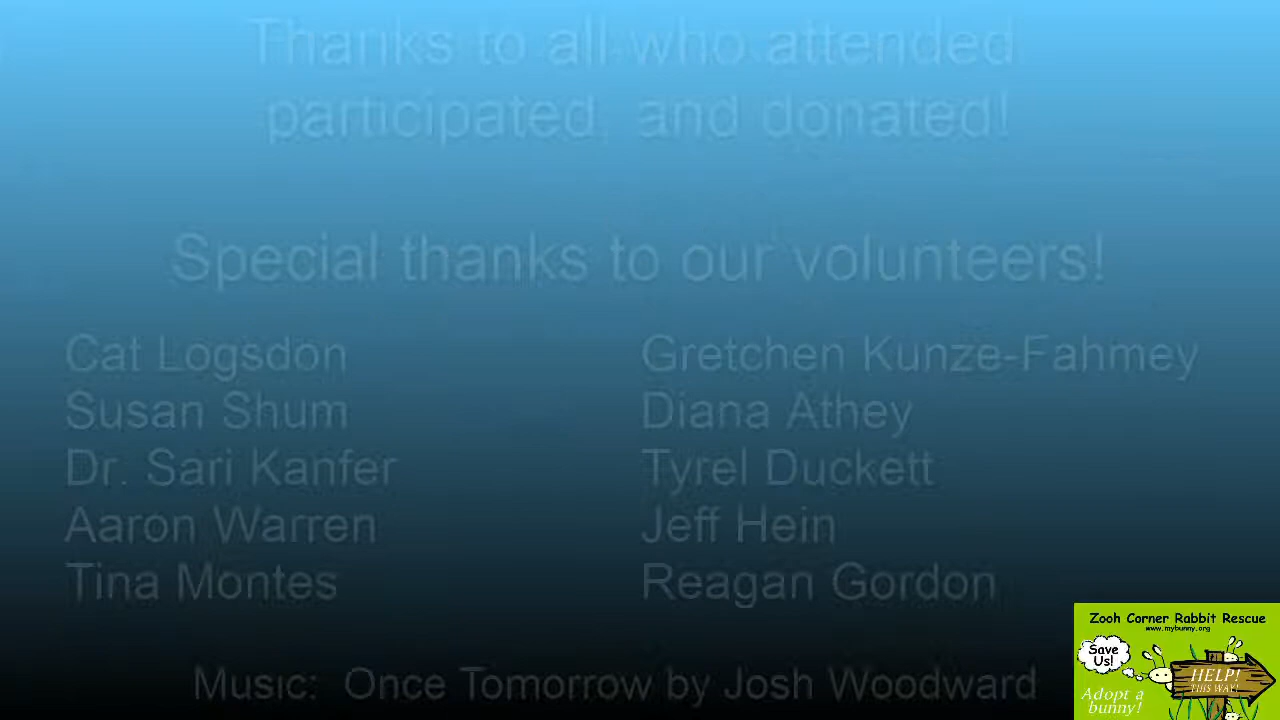 Thanks to all who attended
participated, and donated!
Special thanks to our volunteers!
Cat Logsdon
Susan Shum
Dr. Sari Kanfer
Aaron Warren
Tina Montes
Gretchen Kunze-Fahmey
Diana Athey
Tyrel Duckett
Jeff Hein
Reagan Gordon
Music: Once Tomorrow by Josh Woodward
Zooh Corner Rabbit Rescue
www.mybunny.org
Save
Us!
HELP!
THIS WAY!
Adopt a
bunny!